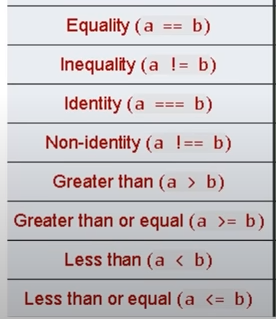 Equality (a == b)
Inequality (a != b)
Identity (a === b)
Non-identity (a !== b)
Greater than (a > b)
Greater than or equal (a >= b)
Less than (a < b)
Less than or equal (a <= b)